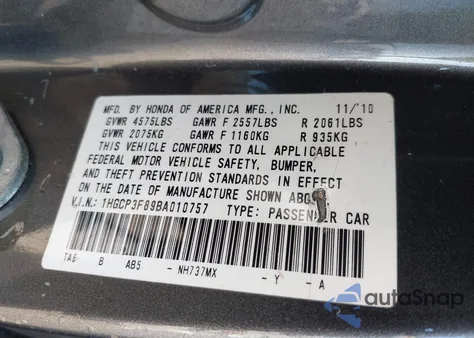 MFD. BY HONDA OF AMERICA MFG., INC. 11/10
GVWR 4575LBS GAWR F 2557LBS R 2061LBS
GVWR 2075KG GAWR F 1160KG R 935KG
THIS VEHICLE CONFORMS TO ALL APPLICABLE
FEDERAL MOTOR VEHICLE SAFETY, BUMPER,
AND THEFT PREVENTION STANDARDS IN EFFECT
ON THE DATE OF MANUFACTURE SHOWN
V.I.N.: 1HGCP3F89BA010757 TYPE: CAR
B AB5 - NH737MX - Y - A
autoSnap